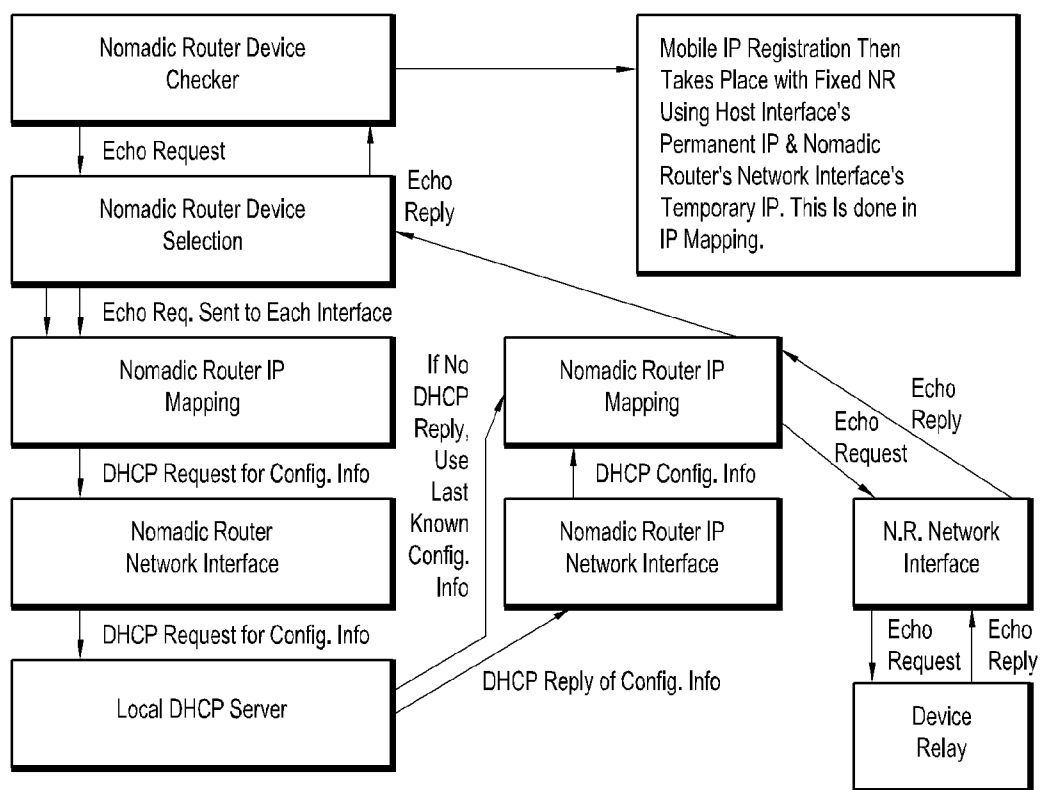 Nomadic Router Device
Checker
Mobile IP Registration Then
Takes Place with Fixed NR
Using Host Interface's
Permanent IP & Nomadic
Router's Network Interface's
Temporary IP. This Is done in
IP Mapping.
Echo Request
Echo
Reply
Nomadic Router Device
Selection
Echo Req. Sent to Each Interface
Nomadic Router IP
Mapping
If No
DHCP
Reply,
Use
Last
Known
Config.
Info
Nomadic Router IP
Mapping
Echo
Reply
Echo
Request
DHCP Request for Config. Info
DHCP Config. Info
Nomadic Router
Network Interface
Nomadic Router IP
Network Interface
N.R. Network
Interface
DHCP Request for Config. Info
Echo
Request
Echo
Reply
Local DHCP Server
DHCP Reply of Config. Info
Device
Relay